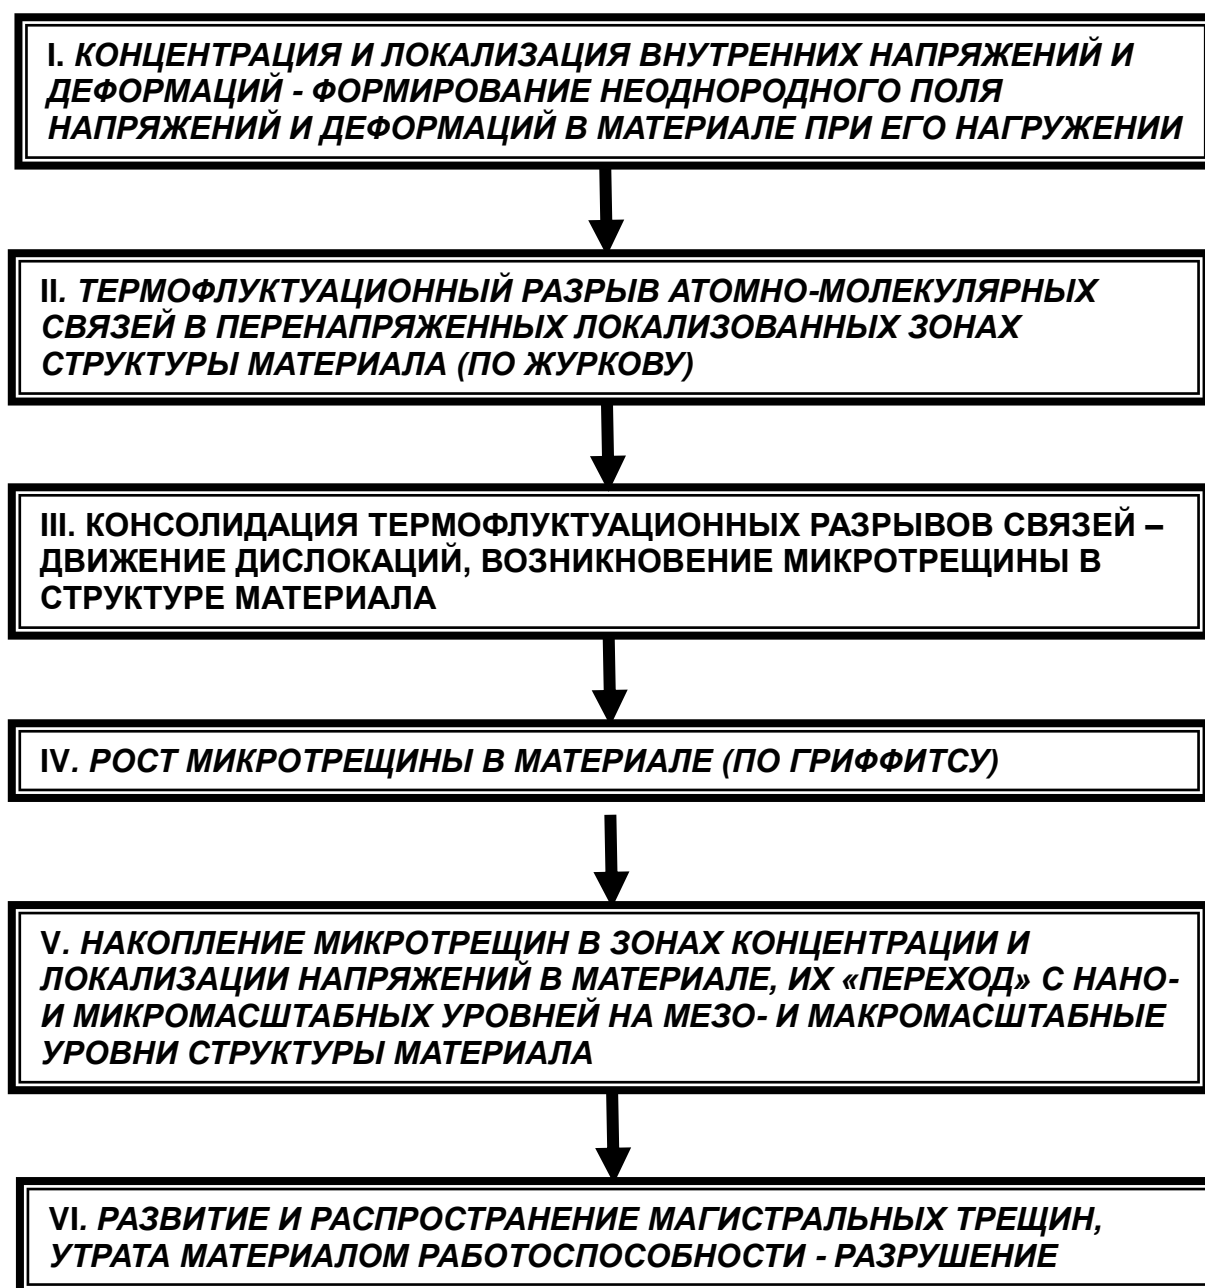 I. КОНЦЕНТРАЦИЯ И ЛОКАЛИЗАЦИЯ ВНУТРЕННИХ НАПРЯЖЕНИЙ И
ДЕФОРМАЦИЙ - ФОРМИРОВАНИЕ НЕОДНОРОДНОГО ПОЛЯ
НАПРЯЖЕНИЙ И ДЕФОРМАЦИЙ В МАТЕРИАЛЕ ПРИ ЕГО НАГРУЖЕНИИ
II. ТЕРМОФЛУКТУАЦИОННЫЙ РАЗРЫВ АТОМНО-МОЛЕКУЛЯРНЫХ
СВЯЗЕЙ В ПЕРЕНАПРЯЖЕННЫХ ЛОКАЛИЗОВАННЫХ ЗОНАХ
СТРУКТУРЫ МАТЕРИАЛА (ПО ЖУРКОВУ)
III. КОНСОЛИДАЦИЯ ТЕРМОФЛУКТУАЦИОННЫХ РАЗРЫВОВ СВЯЗЕЙ –
ДВИЖЕНИЕ ДИСЛОКАЦИЙ, ВОЗНИКНОВЕНИЕ МИКРОТРЕЩИНЫ В
СТРУКТУРЕ МАТЕРИАЛА
IV. РОСТ МИКРОТРЕЩИНЫ В МАТЕРИАЛЕ (ПО ГРИФФИТСУ)
V. НАКОПЛЕНИЕ МИКРОТРЕЩИН В ЗОНАХ КОНЦЕНТРАЦИИ И
ЛОКАЛИЗАЦИИ НАПРЯЖЕНИЙ В МАТЕРИАЛЕ, ИХ «ПЕРЕХОД» С НАНО-
И МИКРОМАСШТАБНЫХ УРОВНЕЙ НА МЕЗО- И МАКРОМАСШТАБНЫЕ
УРОВНИ СТРУКТУРЫ МАТЕРИАЛА
VI. РАЗВИТИЕ И РАСПРОСТРАНЕНИЕ МАГИСТРАЛЬНЫХ ТРЕЩИН,
УТРАТА МАТЕРИАЛОМ РАБОТОСПОСОБНОСТИ - РАЗРУШЕНИЕ